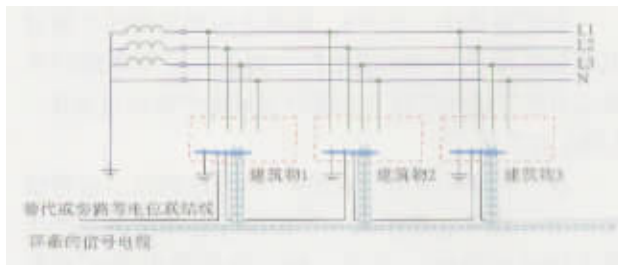 L1
L2
L3
N
建筑物1
建筑物2
建筑物3
替代或旁路等电位联结线
屏蔽的信号电缆